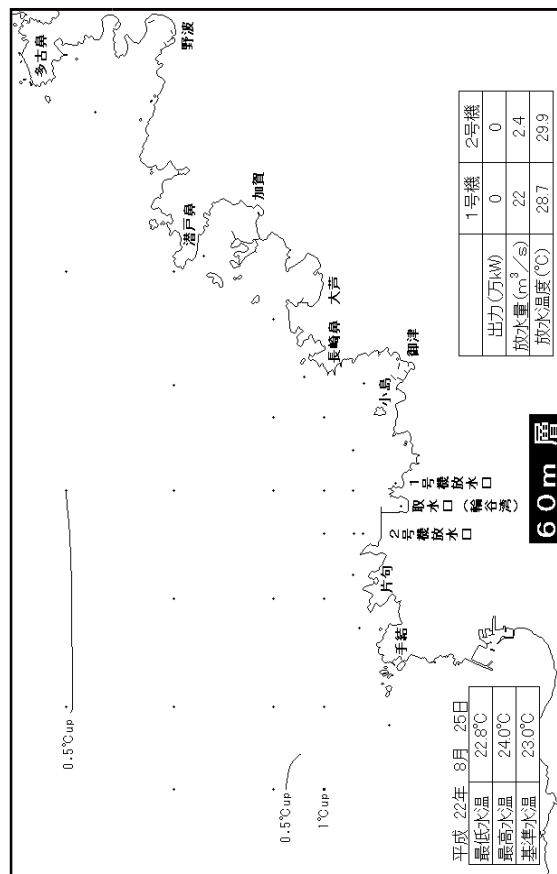 多古鼻
野波
潜戸鼻
加賀
大芦
長崎鼻
御津
小島
1号機放水口
取水口(輪谷湾)
2号機放水口
片句
手結
0.5℃up
0.5℃up
1℃up
1号機 2号機
出力(万kW) 0 0
放水量(m³/s) 22 2.4
放水温度(℃) 28.7 29.9
60m 層
平成 22年 8月 25日
最低水温 22.8℃
最高水温 24.0℃
基準水温 23.0℃